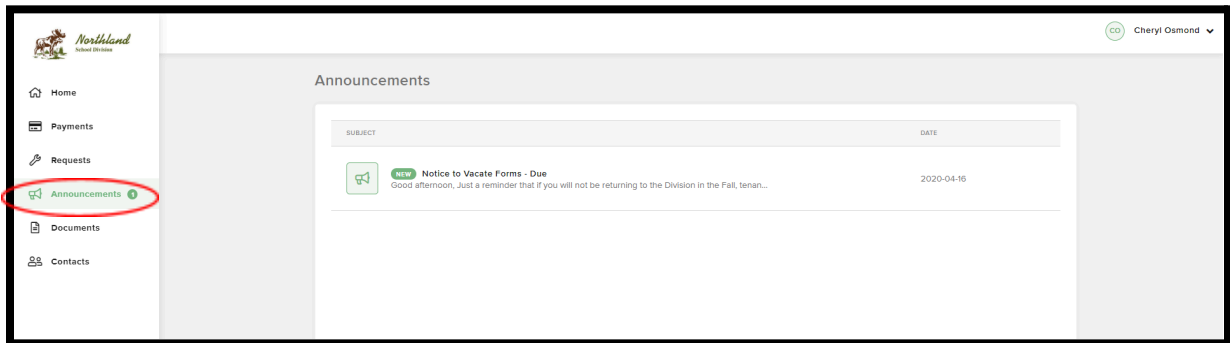 Northland
School Division
CO Cheryl Osmond
Home
Payments
Requests
Announcements 1
Documents
Contacts
Announcements
SUBJECT DATE
NEW Notice to Vacate Forms - Due
Good afternoon, Just a reminder that if you will not be returning to the Division in the Fall, tenan...
2020-04-16